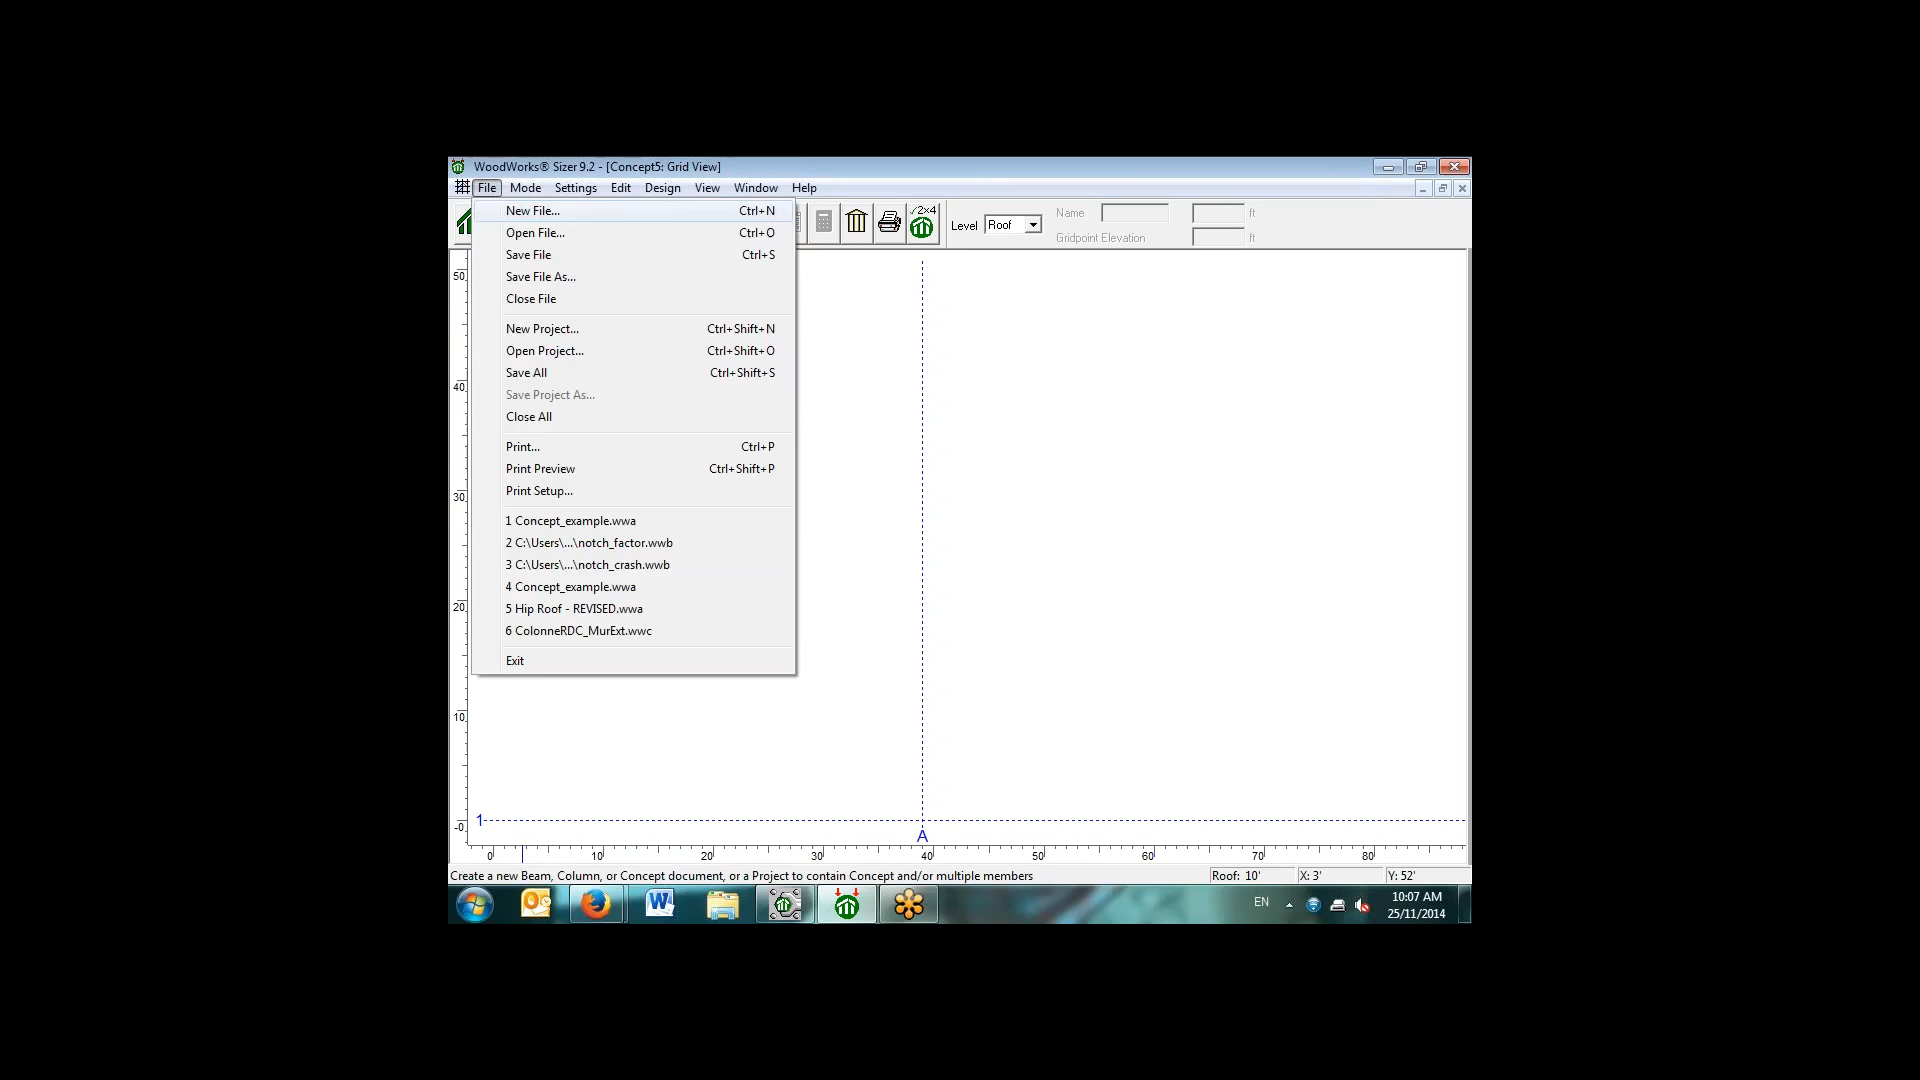 WoodWorks® Sizer 9.2 - [Concept5: Grid View]
File Mode Settings Edit Design View Window Help
New File... Ctrl+N
Open File... Ctrl+O
Save File Ctrl+S
Save File As...
Close File
New Project... Ctrl+Shift+N
Open Project... Ctrl+Shift+O
Save All Ctrl+Shift+S
Save Project As...
Close All
Print... Ctrl+P
Print Preview Ctrl+Shift+P
Print Setup...
1 Concept_example.wwa
2 C:\Users\...\notch_factor.wwb
3 C:\Users\...\notch_crash.wwb
4 Concept_example.wwa
5 Hip Roof - REVISED.wwa
6 ColonneRDC_MurExt.wwc
Exit
✓2×4
Level Roof
Name ft
Gridpoint Elevation ft
50
40
30
20
10
-0
1
A
0 10 20 30 40 50 60 70 80
Create a new Beam, Column, or Concept document, or a Project to contain Concept and/or multiple members Roof: 10' X: 3' Y: 52'
EN 10:07 AM
25/11/2014